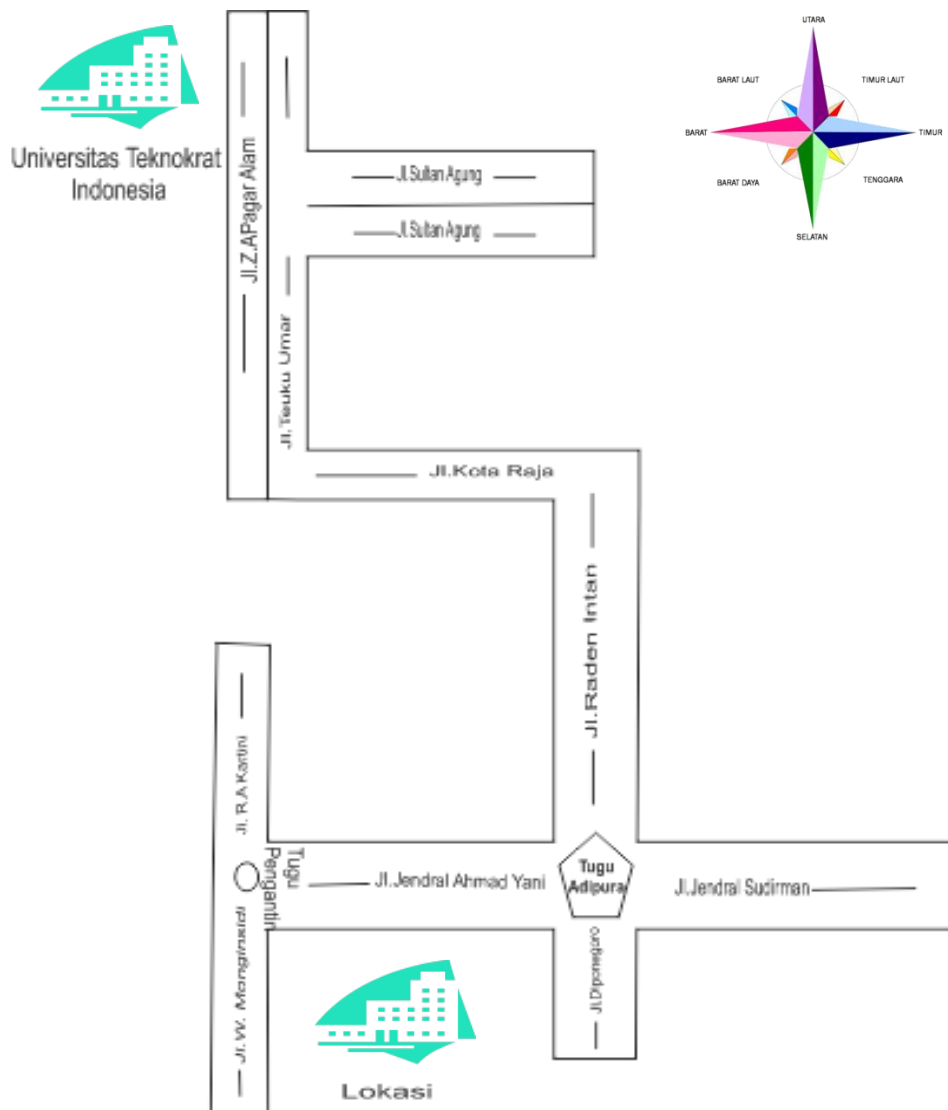 UTARA
BARAT LAUT
TIMUR LAUT
BARAT
TIMUR
BARAT DAYA
TENGGARA
SELATAN
Universitas Teknokrat
Indonesia
Jl.Z.APagar Alam
Jl.Sultan Agung
Jl.Sultan Agung
Jl.Teuku Umar
Jl.Kota Raja
Jl.Raden Intan
Jl. R.A Kartini
Tugu
Pengantin
Jl.Jendral Ahmad Yani
Tugu
Adipura
Jl.Jendral Sudirman
Jl.W. Monginsidi
Jl.Diponegoro
Lokasi